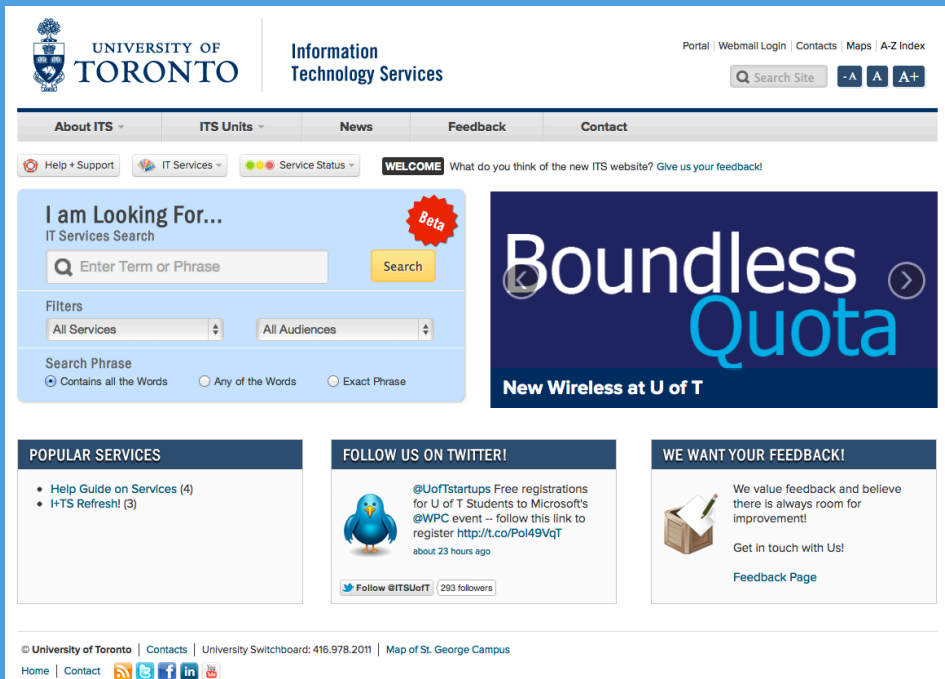 UNIVERSITY OF
TORONTO
Information
Technology Services
Portal | Webmail Login | Contacts | Maps | A-Z Index
Search Site
-A A A+
About ITS
ITS Units
News
Feedback
Contact
Help + Support
IT Services
Service Status
WELCOME What do you think of the new ITS website? Give us your feedback!
I am Looking For...
IT Services Search
Beta
Enter Term or Phrase
Search
Filters
All Services
All Audiences
Search Phrase
Contains all the Words
Any of the Words
Exact Phrase
Boundless
Quota
New Wireless at U of T
POPULAR SERVICES
• Help Guide on Services (4)
• I+TS Refresh! (3)
FOLLOW US ON TWITTER!
@UofTstartups Free registrations
for U of T Students to Microsoft's
@WPC event -- follow this link to
register http://t.co/Pol49VqT
about 23 hours ago
Follow @ITSUofT
293 followers
WE WANT YOUR FEEDBACK!
We value feedback and believe
there is always room for
improvement!
Get in touch with Us!
Feedback Page
© University of Toronto | Contacts | University Switchboard: 416.978.2011 | Map of St. George Campus
Home | Contact